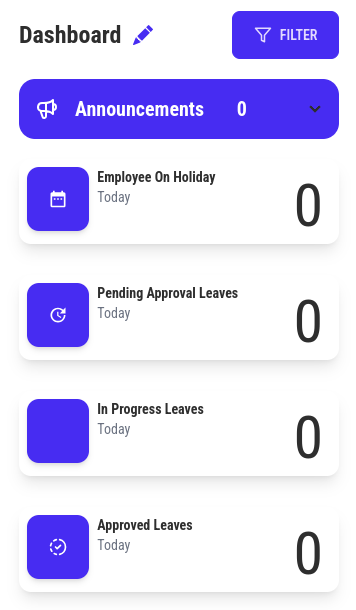 Dashboard
FILTER
Announcements 0
Employee On Holiday
Today
0
Pending Approval Leaves
Today
0
In Progress Leaves
Today
0
Approved Leaves
Today
0